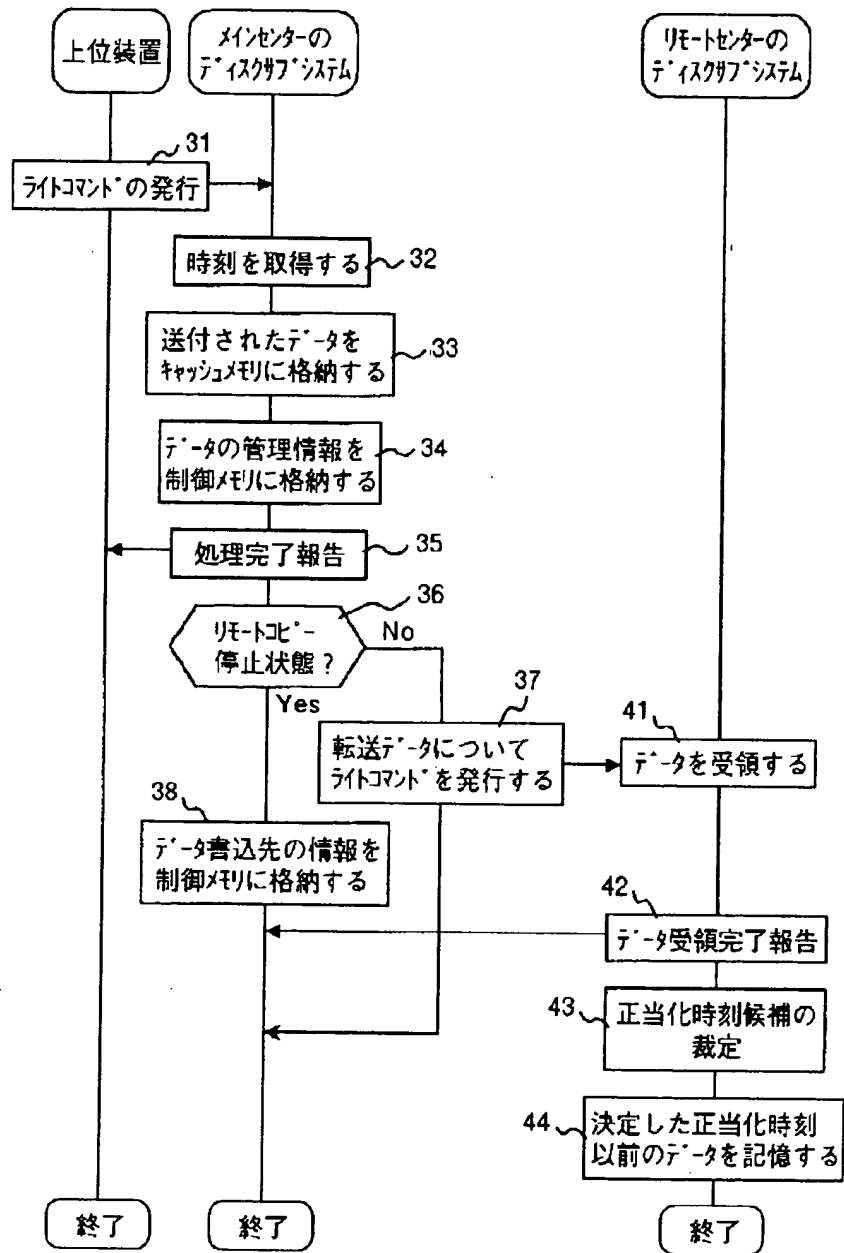 上位装置
メインセンターの
ディスクサブシステム
リモートセンターの
ディスクサブシステム
31
ライトコマンドの発行
時刻を取得する
32
送付されたデータを
キャッシュメモリに格納する
33
データの管理情報を
制御メモリに格納する
34
処理完了報告
35
36
リモートコピー
停止状態?
No
Yes
37
転送データについて
ライトコマンドを発行する
41
データを受領する
38
データ書込先の情報を
制御メモリに格納する
42
データ受領完了報告
43
正当化時刻候補の
裁定
44
決定した正当化時刻
以前のデータを記憶する
終了
終了
終了